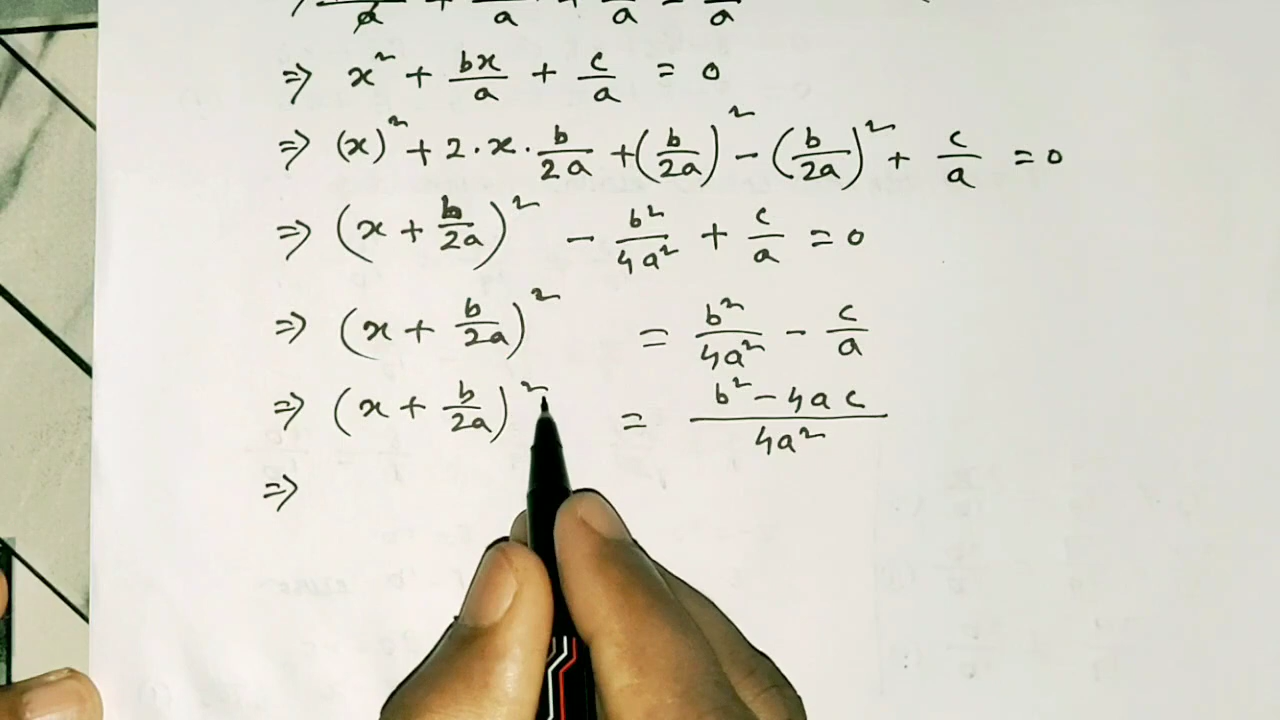 ⇒ x² + bx/a + c/a = 0
⇒ (x)² + 2·x·b/2a + (b/2a)² − (b/2a)² + c/a = 0
⇒ (x + b/2a)² − b²/4a² + c/a = 0
⇒ (x + b/2a)² = b²/4a² − c/a
⇒ (x + b/2a)² = b² − 4ac/4a²
⇒